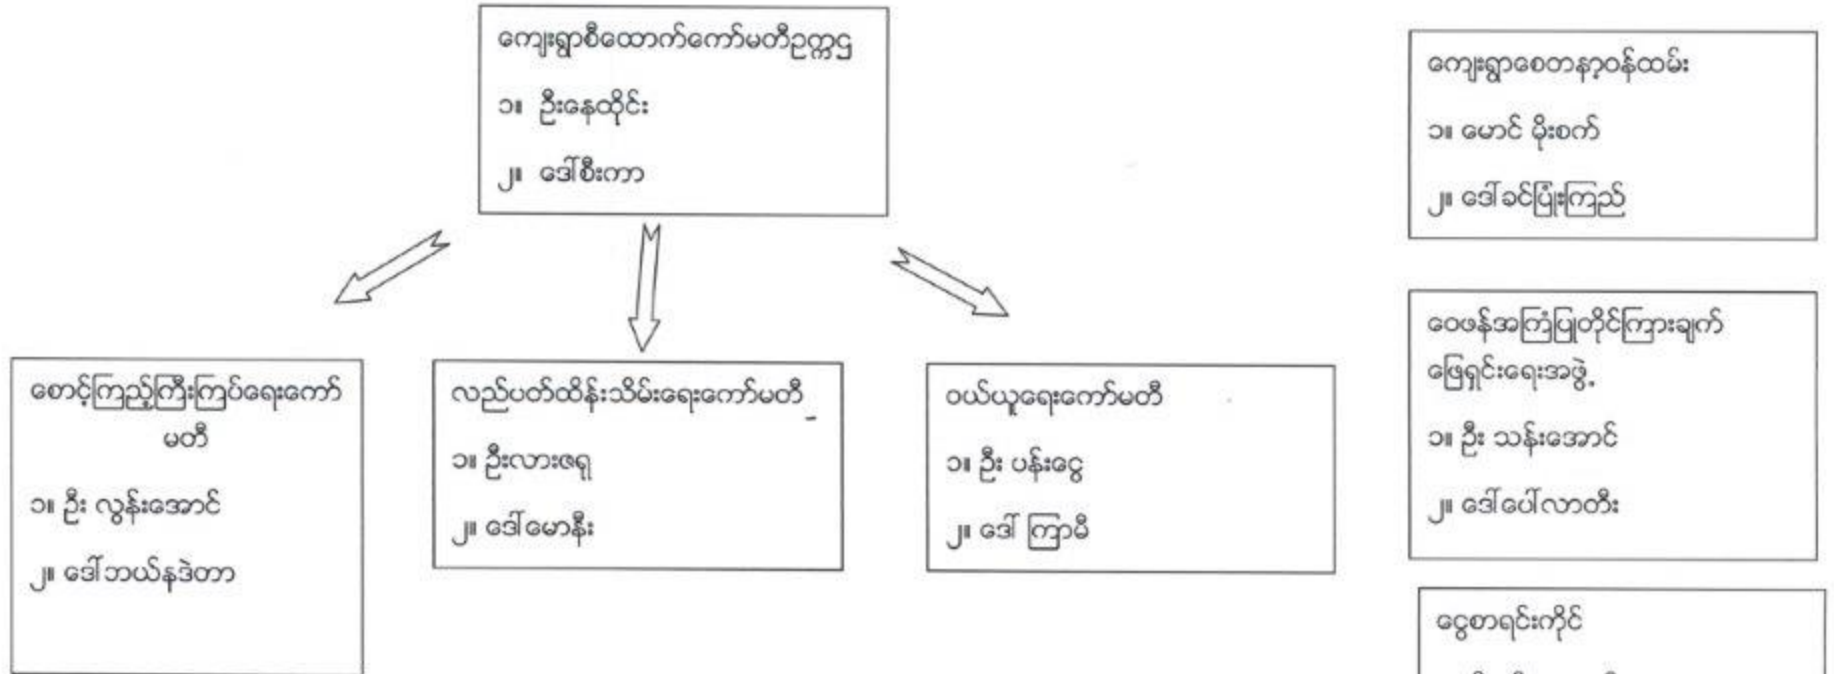 ကျေးရွာစီထောက်ကော်မတီဥက္ကဌ
၁။ ဦးနေထိုင်း
၂။ ဒေါ်စီးကာ
စောင့်ကြည့်ကြီးကြပ်ရေးကော်
မတီ
၁။ ဦး လွန်းအောင်
၂။ ဒေါ်ဘယ်နဒဲတာ
လည်ပတ်ထိန်းသိမ်းရေးကော်မတီ
၁။ ဦးလားဇရှု
၂။ ဒေါ်မောနီး
ဝယ်ယူရေးကော်မတီ
၁။ ဦး ပန်းငွေ
၂။ ဒေါ် ကြာမီ
ကျေးရွာစေတနာ့ဝန်ထမ်း
၁။ မောင် မိုးစက်
၂။ ဒေါ်ခင်ပြုံးကြည်
ဝေဖန်အကြံပြုတိုင်ကြားချက်
ဖြေရှင်းရေးအဖွဲ့
၁။ ဦး သန်းအောင်
၂။ ဒေါ်ပေါ်လာတီး
ငွေစာရင်းကိုင်